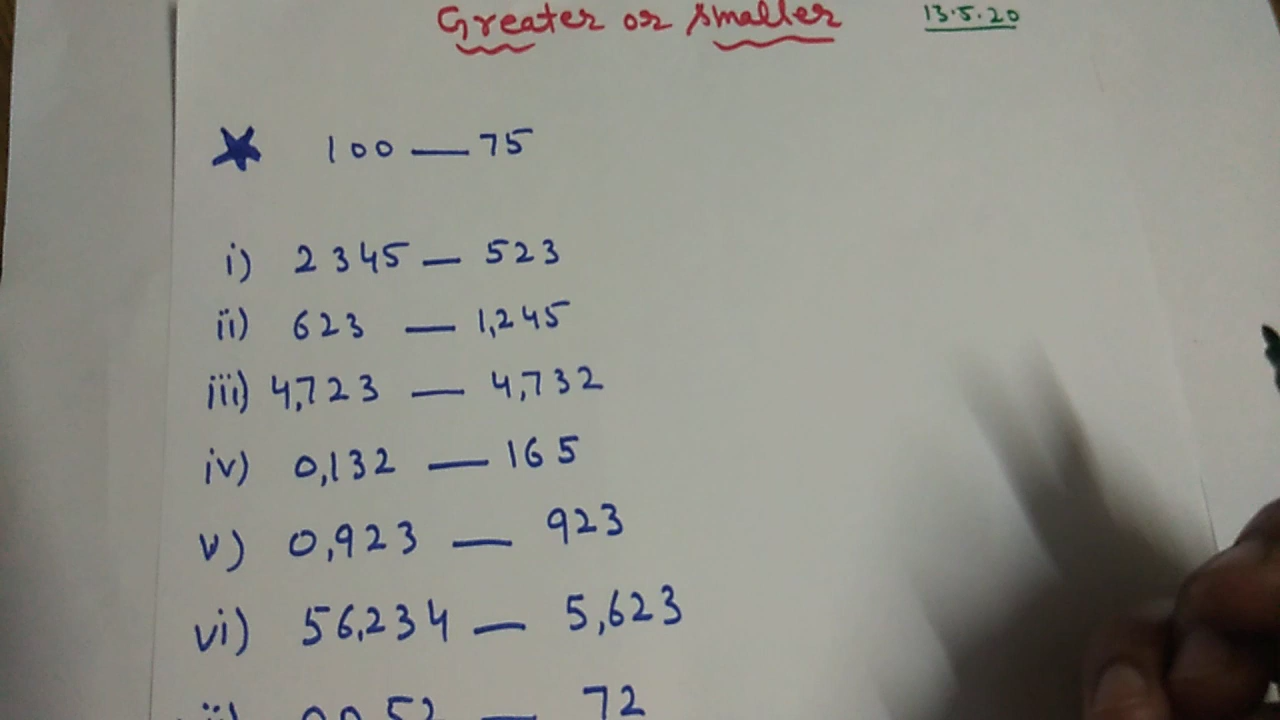 Greater or smaller 13.5.20
★ 100 — 75
i) 2345 — 523
ii) 623 — 1,245
iii) 4,723 — 4,732
iv) 0,132 — 165
v) 0,923 — 923
vi) 56,234 — 5,623
— 72